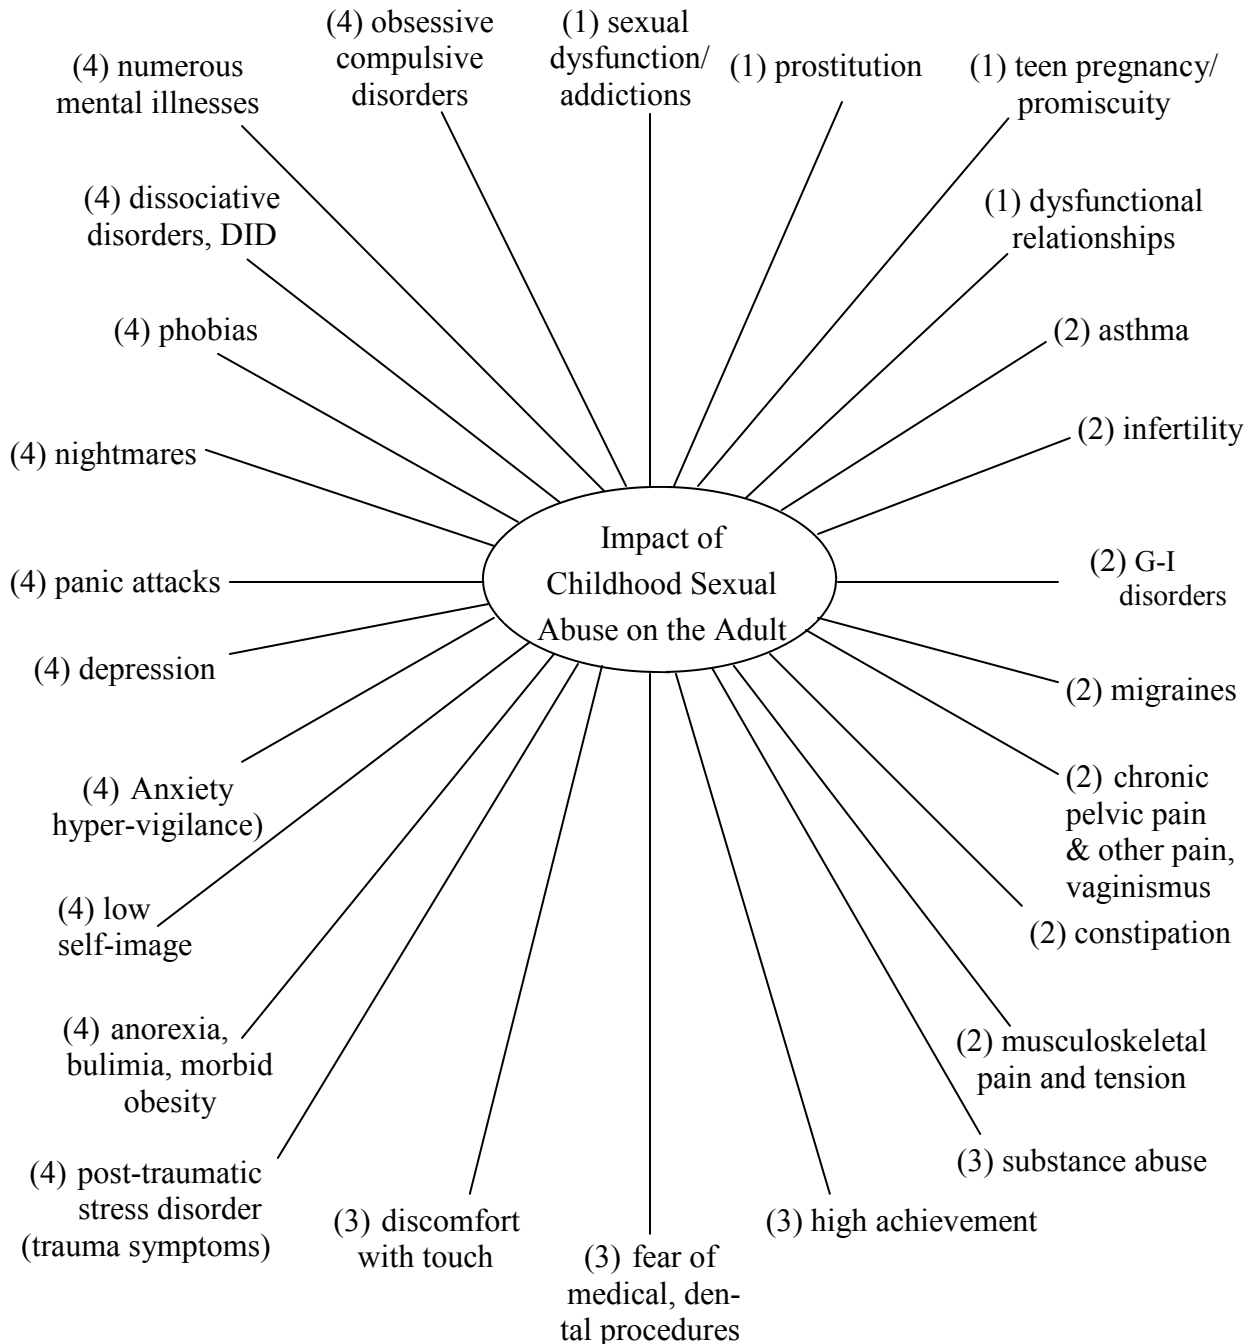 (4) obsessive
compulsive
disorders
(1) sexual
dysfunction/
addictions
(1) prostitution
(1) teen pregnancy/
promiscuity
(1) dysfunctional
relationships
(2) asthma
(2) infertility
(2) G-I
disorders
(2) migraines
(2) chronic
pelvic pain
& other pain,
vaginismus
(2) constipation
(2) musculoskeletal
pain and tension
(3) substance abuse
(3) high achievement
(3) fear of
medical, den-
tal procedures
(3) discomfort
with touch
(4) post-traumatic
stress disorder
(trauma symptoms)
(4) anorexia,
bulimia, morbid
obesity
(4) low
self-image
(4) Anxiety
hyper-vigilance)
(4) depression
(4) panic attacks
(4) nightmares
(4) phobias
(4) dissociative
disorders, DID
(4) numerous
mental illnesses
Impact of
Childhood Sexual
Abuse on the Adult